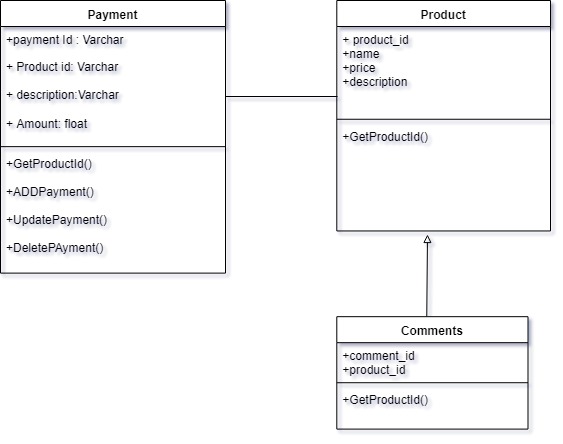 Payment
+payment Id : Varchar
+ Product id: Varchar
+ description:Varchar
+ Amount: float
+GetProductId()
+ADDPayment()
+UpdatePayment()
+DeletePAyment()
Product
+ product_id
+name
+price
+description
+GetProductId()
Comments
+comment_id
+product_id
+GetProductId()